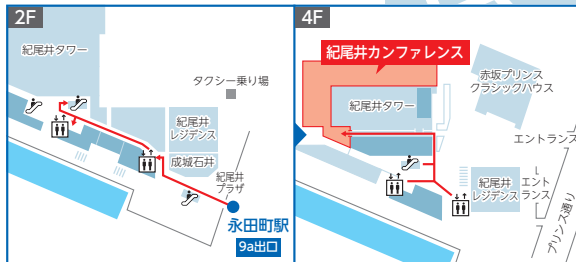 2F
紀尾井タワー
タクシー乗り場
紀尾井
レジデンス
成城石井
紀尾井
プラザ
永田町駅
9a出口
4F
紀尾井カンファレンス
赤坂プリンス
クラシックハウス
紀尾井タワー
エントランス
紀尾井
レジデンス
エント
ランス
プリンス通り